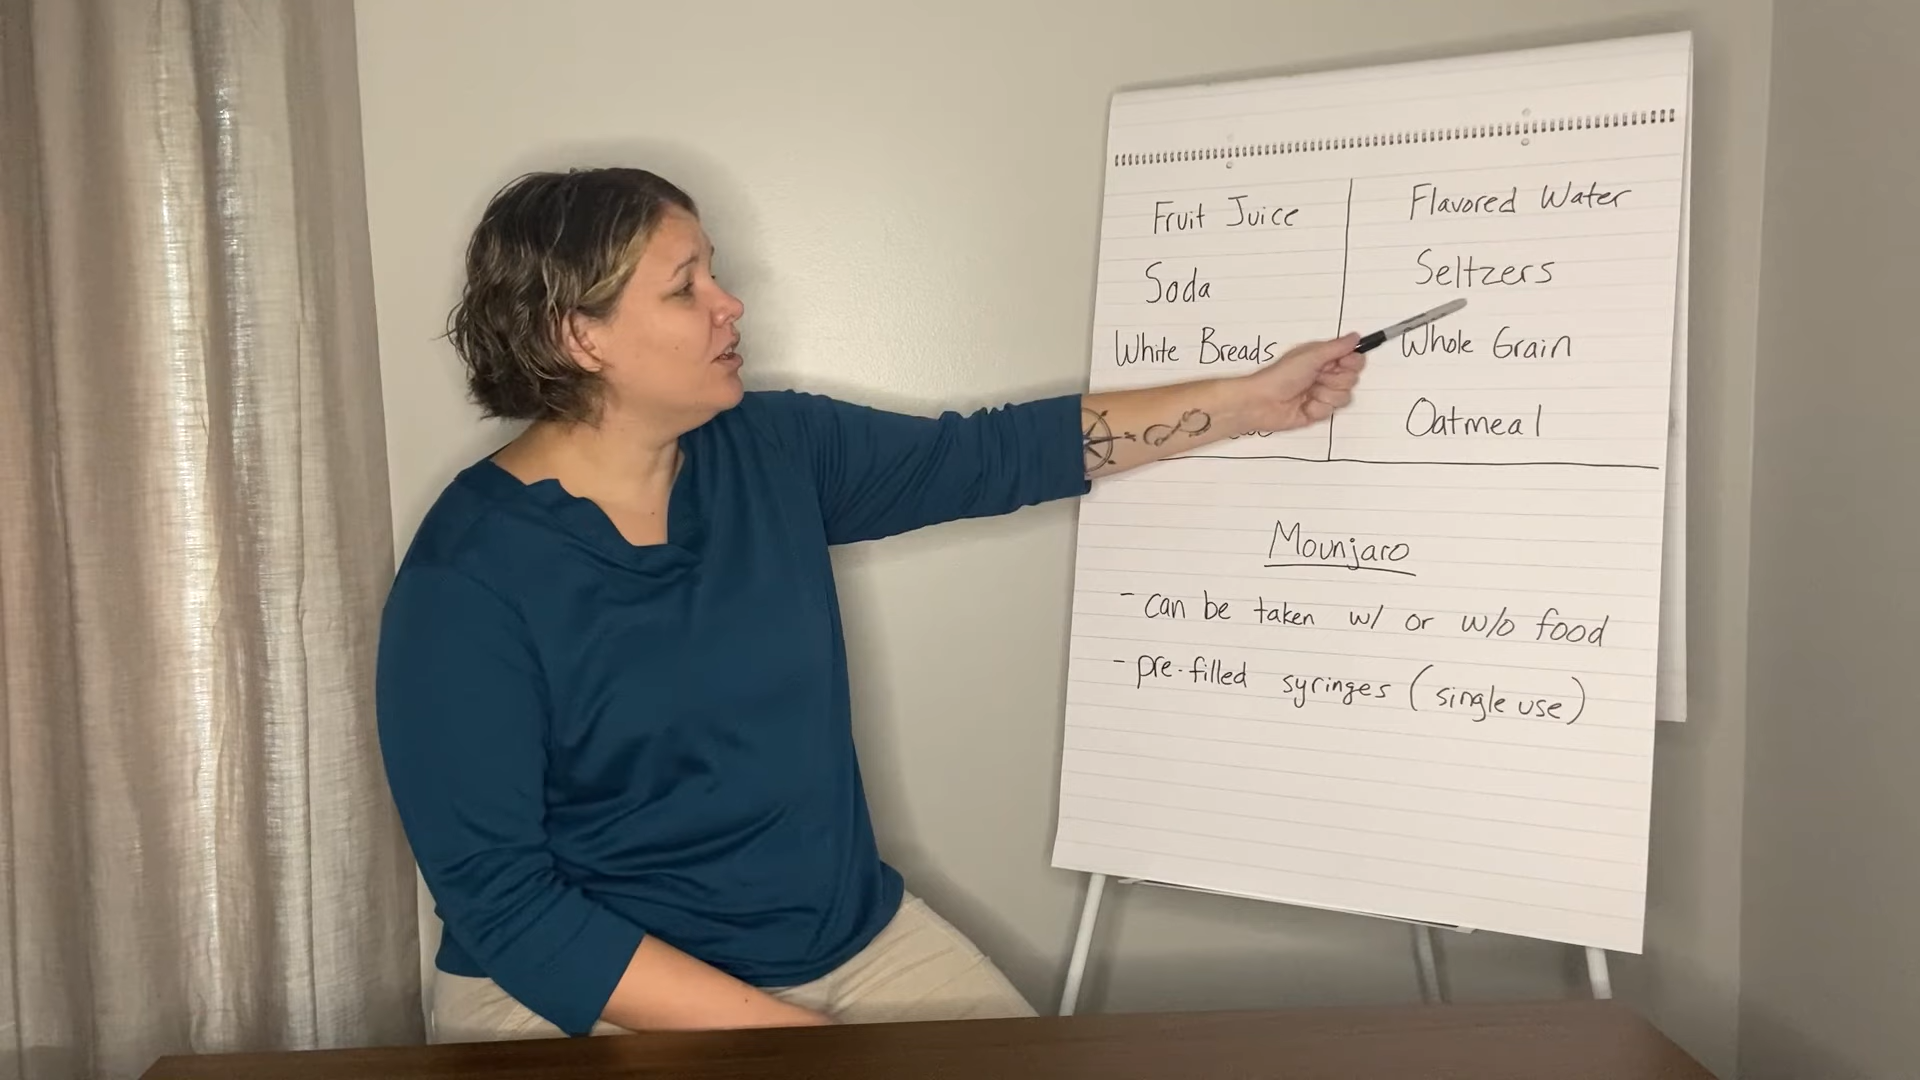 Fruit Juice
Flavored Water
Soda
Seltzers
White Breads
Whole Grain
Oatmeal
Mounjaro
- can be taken w/ or w/o food
- pre-filled syringes (single use)